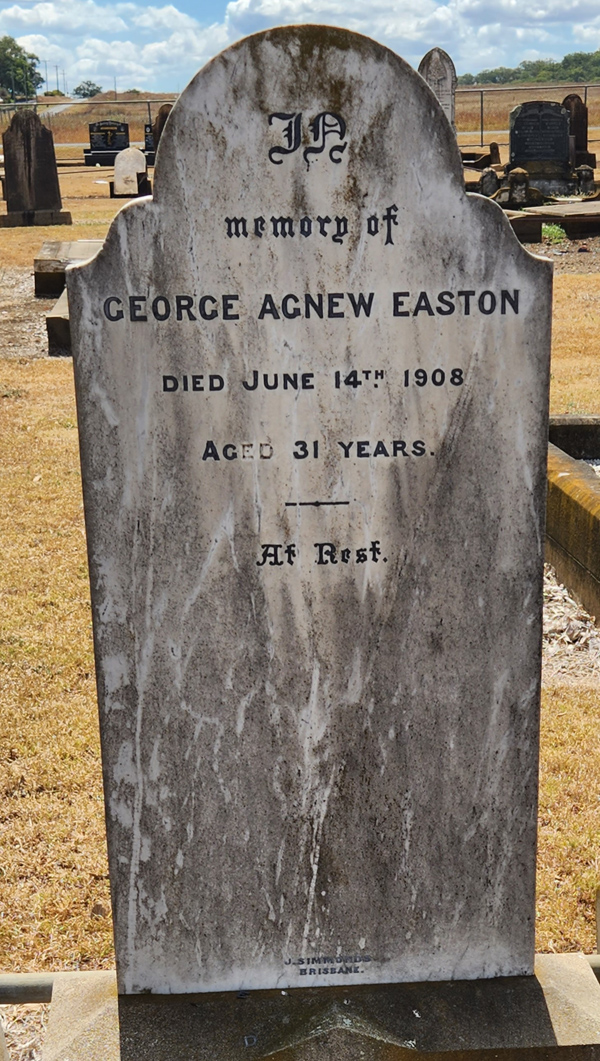 IN
memory of
GEORGE AGNEW EASTON
DIED JUNE 14TH. 1908
AGED 31 YEARS.
At Rest.
J. SIMMONDS
BRISBANE.